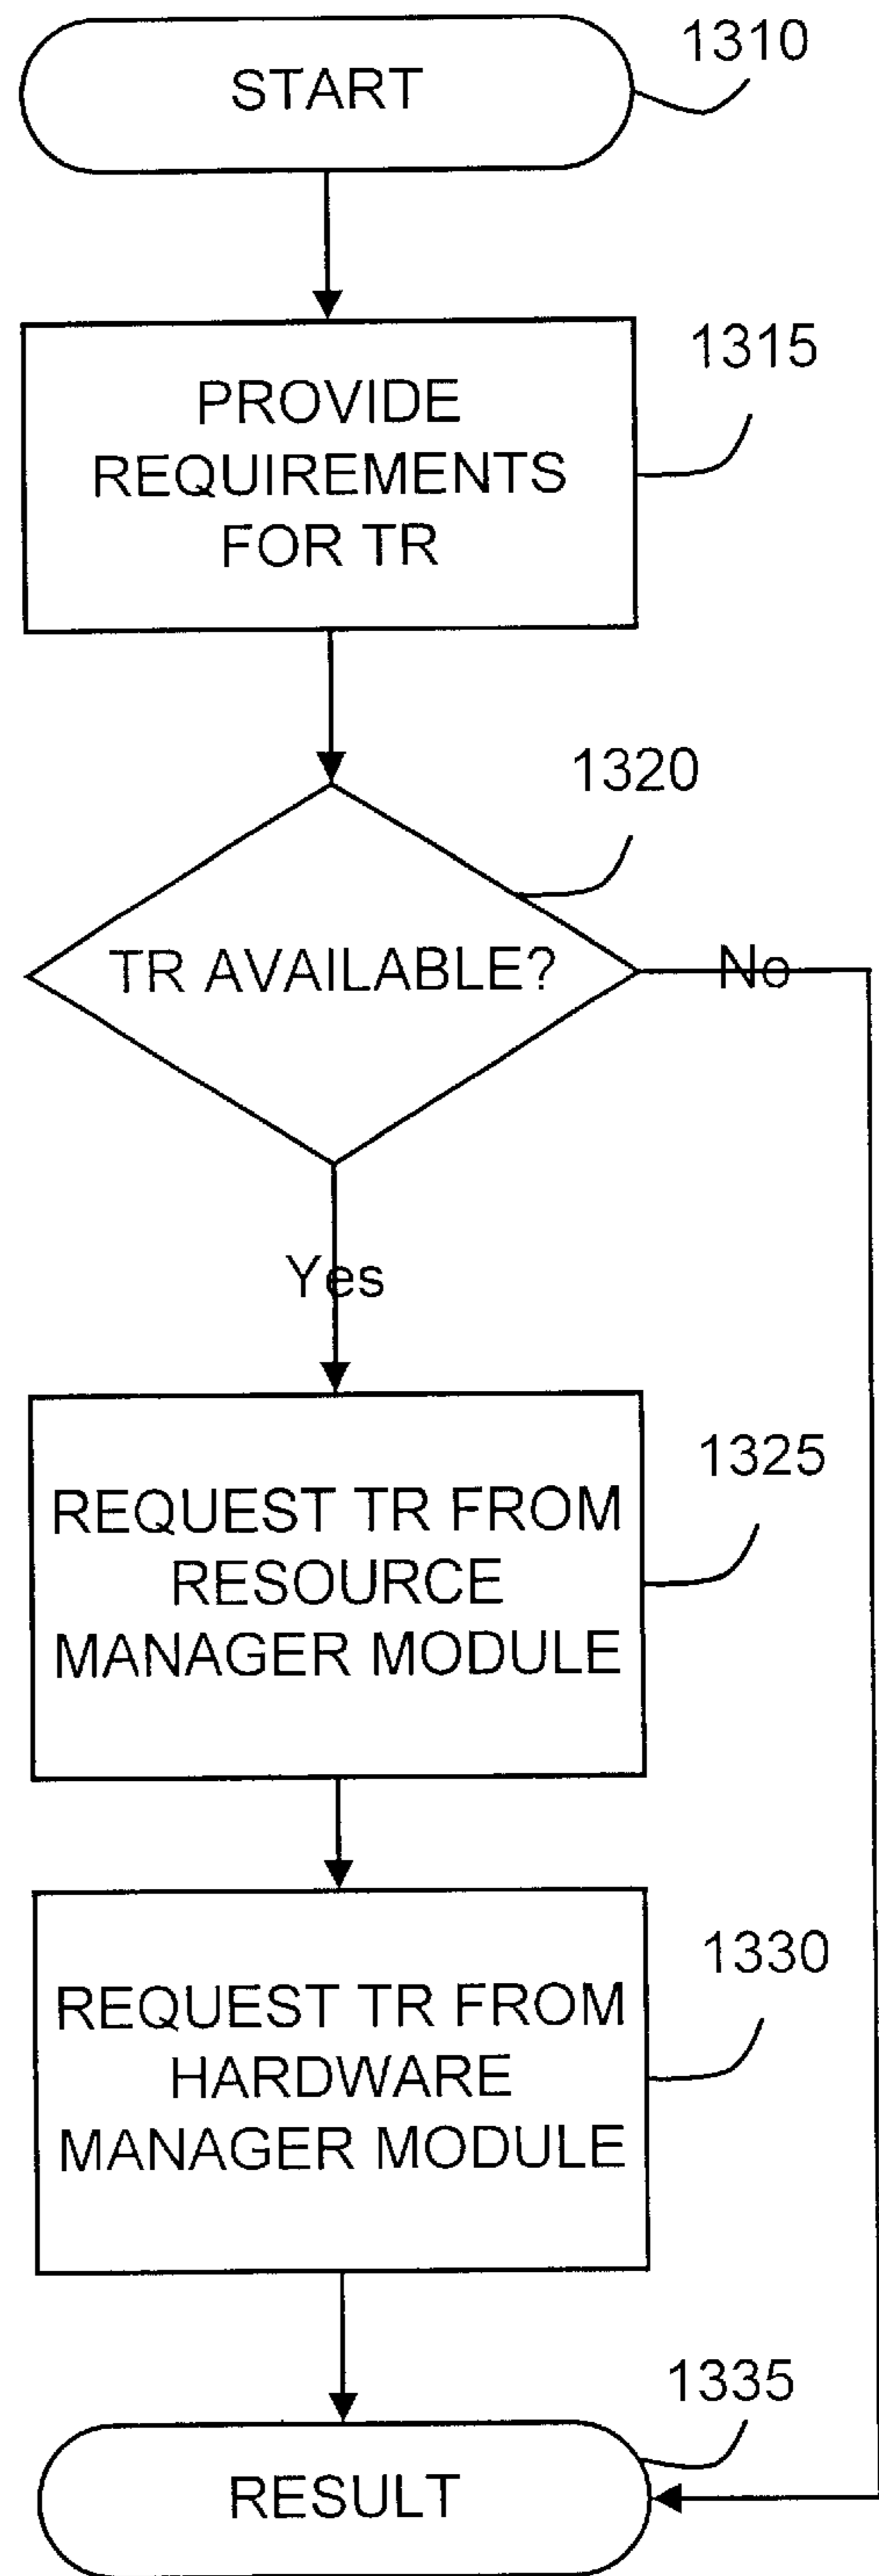 1310
START
1315
PROVIDE
REQUIREMENTS
FOR TR
1320
TR AVAILABLE?
No
Yes
1325
REQUEST TR FROM
RESOURCE
MANAGER MODULE
1330
REQUEST TR FROM
HARDWARE
MANAGER MODULE
1335
RESULT